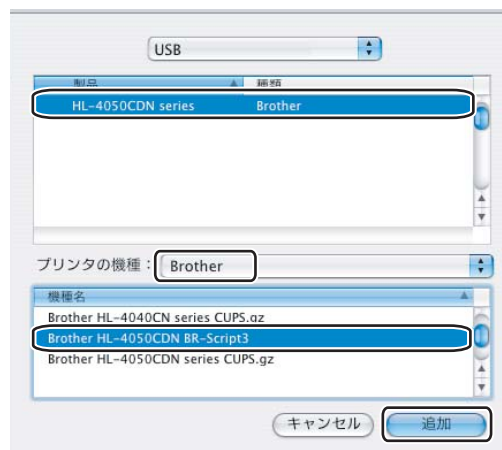 USB
製品 種類
HL-4050CDN series Brother
プリンタの機種： Brother
機種名
Brother HL-4040CN series CUPS.gz
Brother HL-4050CDN BR-Script3
Brother HL-4050CDN series CUPS.gz
キャンセル 追加